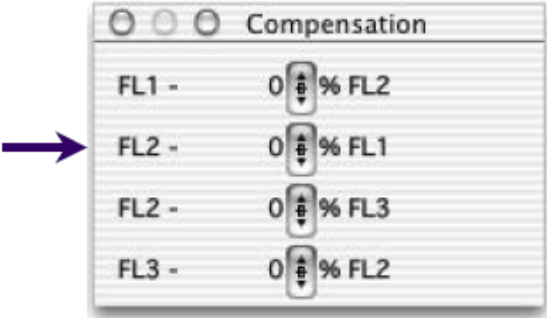 Compensation
FL1 - 0 % FL2
FL2 - 0 % FL1
FL2 - 0 % FL3
FL3 - 0 % FL2